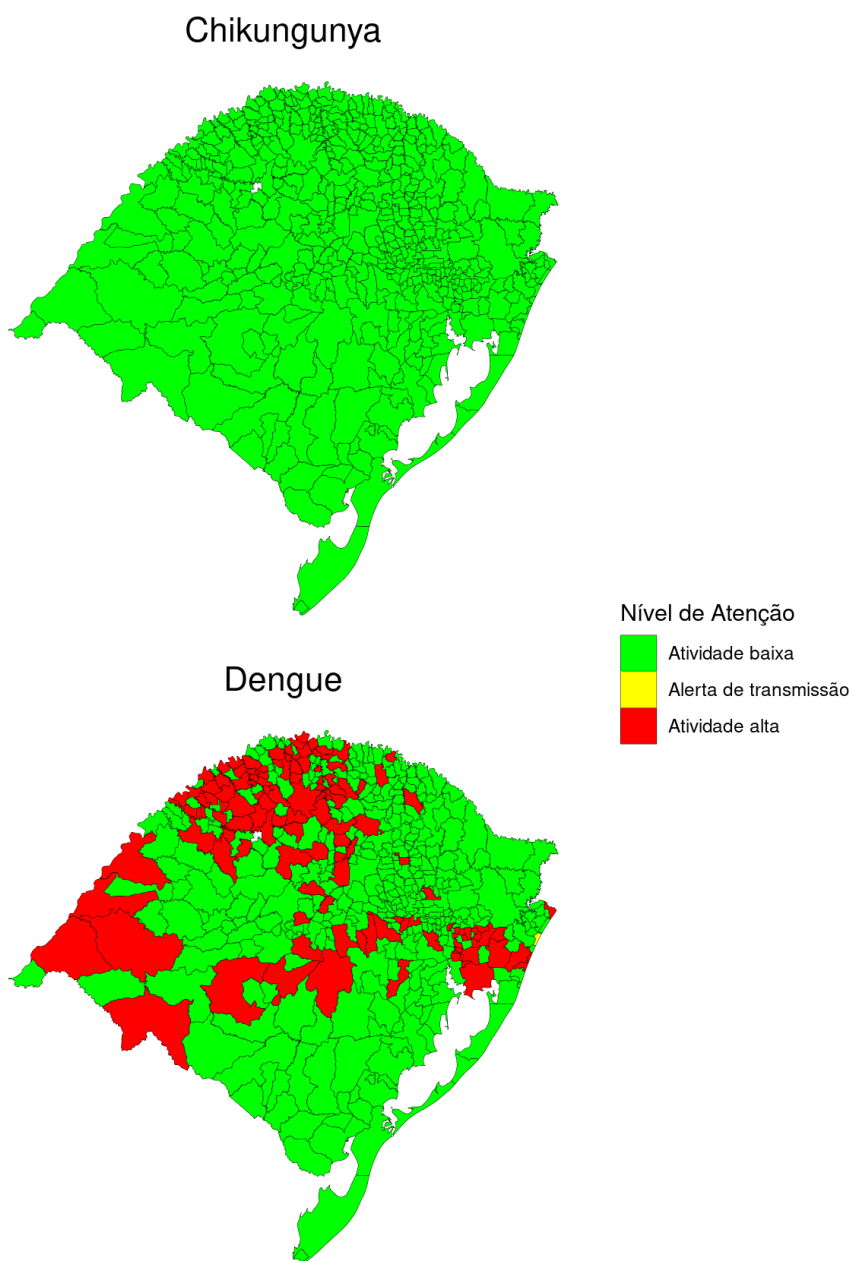 Chikungunya
Nível de Atenção
Atividade baixa
Alerta de transmissão
Atividade alta
Dengue